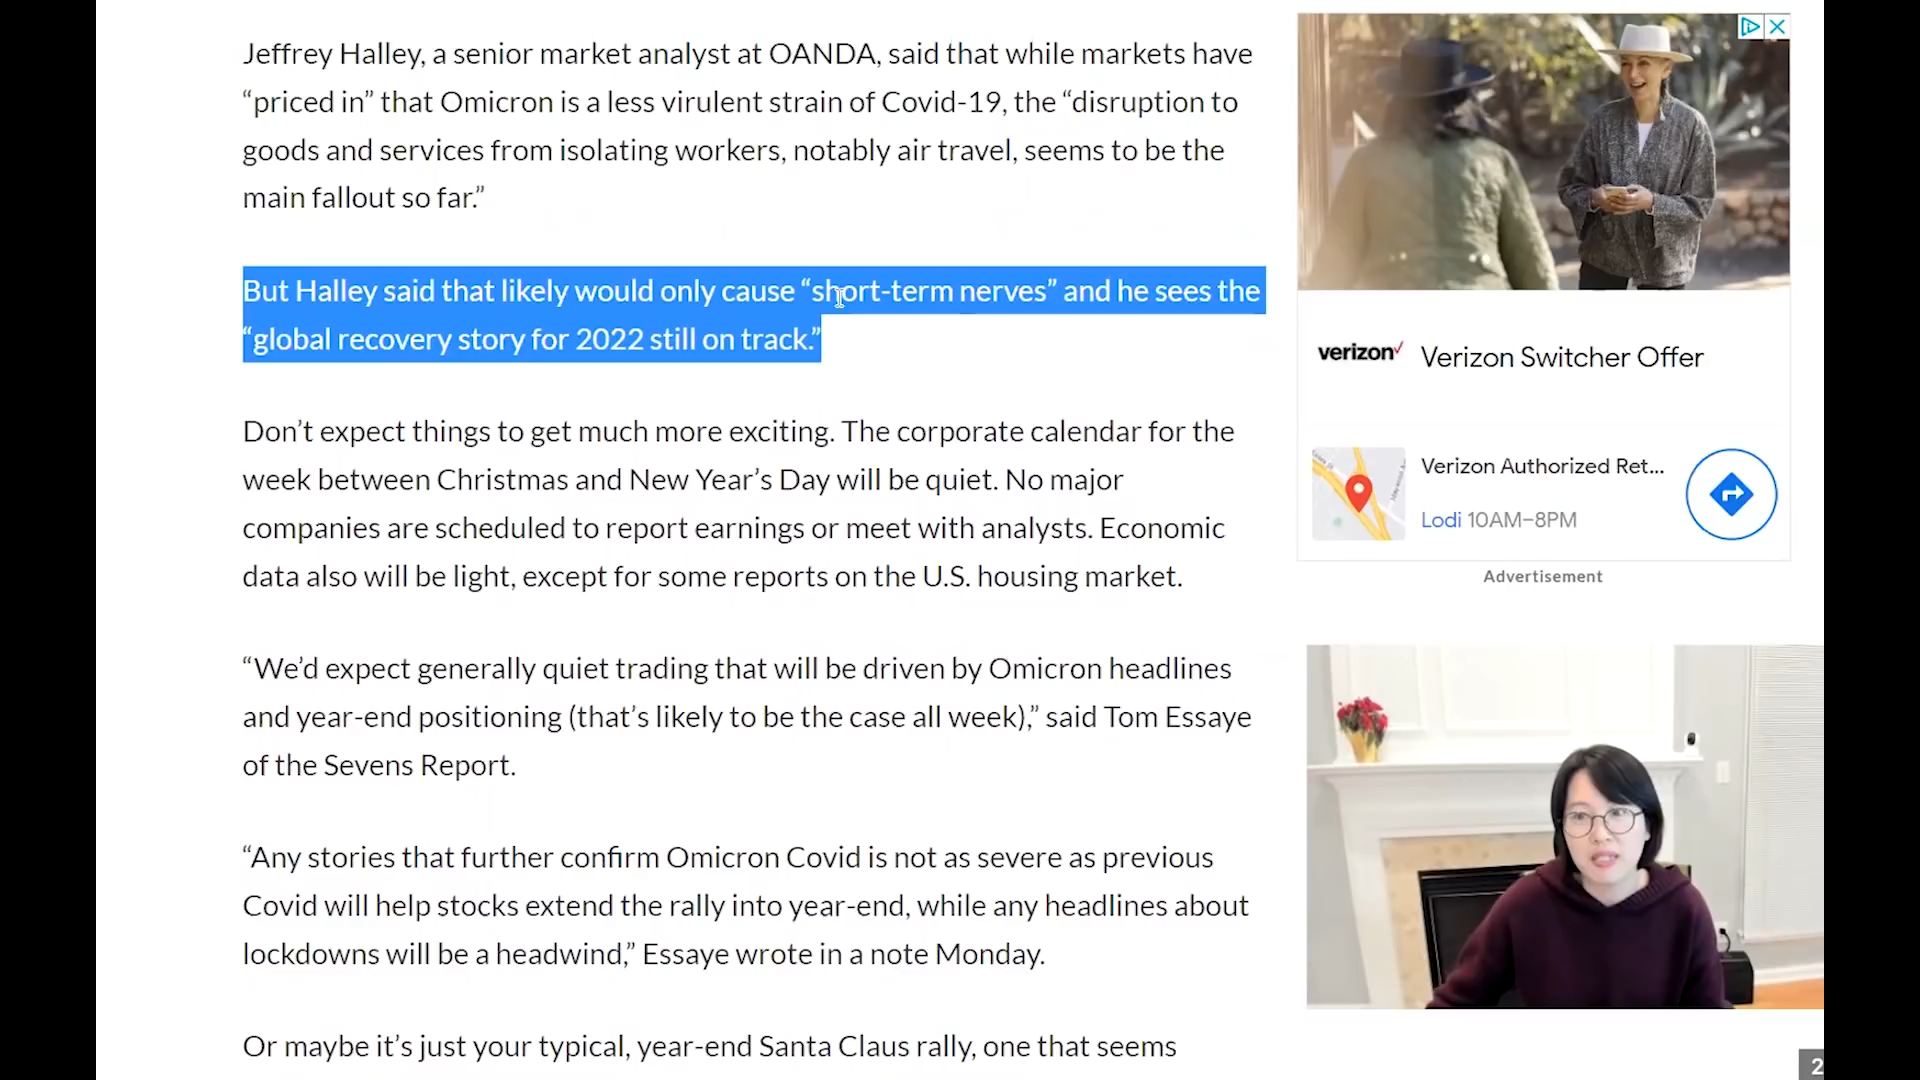 Jeffrey Halley, a senior market analyst at OANDA, said that while markets have
“priced in” that Omicron is a less virulent strain of Covid-19, the “disruption to
goods and services from isolating workers, notably air travel, seems to be the
main fallout so far.”
But Halley said that likely would only cause “short-term nerves” and he sees the
“global recovery story for 2022 still on track.”
Don’t expect things to get much more exciting. The corporate calendar for the
week between Christmas and New Year’s Day will be quiet. No major
companies are scheduled to report earnings or meet with analysts. Economic
data also will be light, except for some reports on the U.S. housing market.
“We’d expect generally quiet trading that will be driven by Omicron headlines
and year-end positioning (that’s likely to be the case all week),” said Tom Essaye
of the Sevens Report.
“Any stories that further confirm Omicron Covid is not as severe as previous
Covid will help stocks extend the rally into year-end, while any headlines about
lockdowns will be a headwind,” Essaye wrote in a note Monday.
Or maybe it’s just your typical, year-end Santa Claus rally, one that seems
verizon Verizon Switcher Offer
Verizon Authorized Ret...
Lodi 10AM–8PM
Advertisement
2